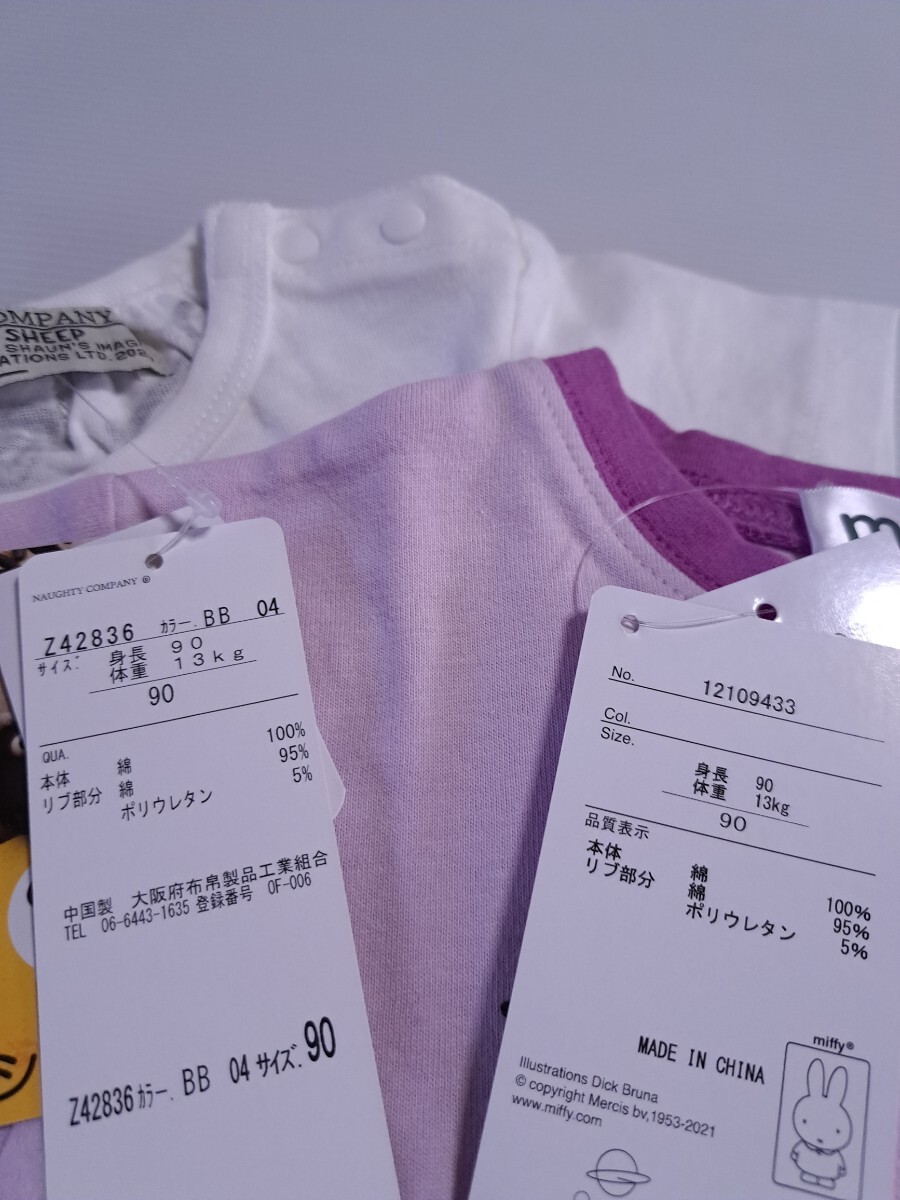 OMPANY
SHEEP
SHAUN'S IMAG
ATIONS LTD. 202
m
NAUGHTY COMPANY ®
Z42836 カラー. BB 04
サイズ. 身長 90
体重 13kg
90
QUA.
本体 綿 100%
リブ部分 綿 95%
ポリウレタン 5%
中国製 大阪府布帛製品工業組合
TEL 06-6443-1635 登録番号 OF-006
Z42836 カラー. BB 04 サイズ. 90
No. 12109433
Col.
Size.
身長 90
体重 13kg
90
品質表示
本体 綿 100%
リブ部分 綿 95%
ポリウレタン 5%
MADE IN CHINA
miffy®
Illustrations Dick Bruna
© copyright Mercis bv,1953-2021
www.miffy.com